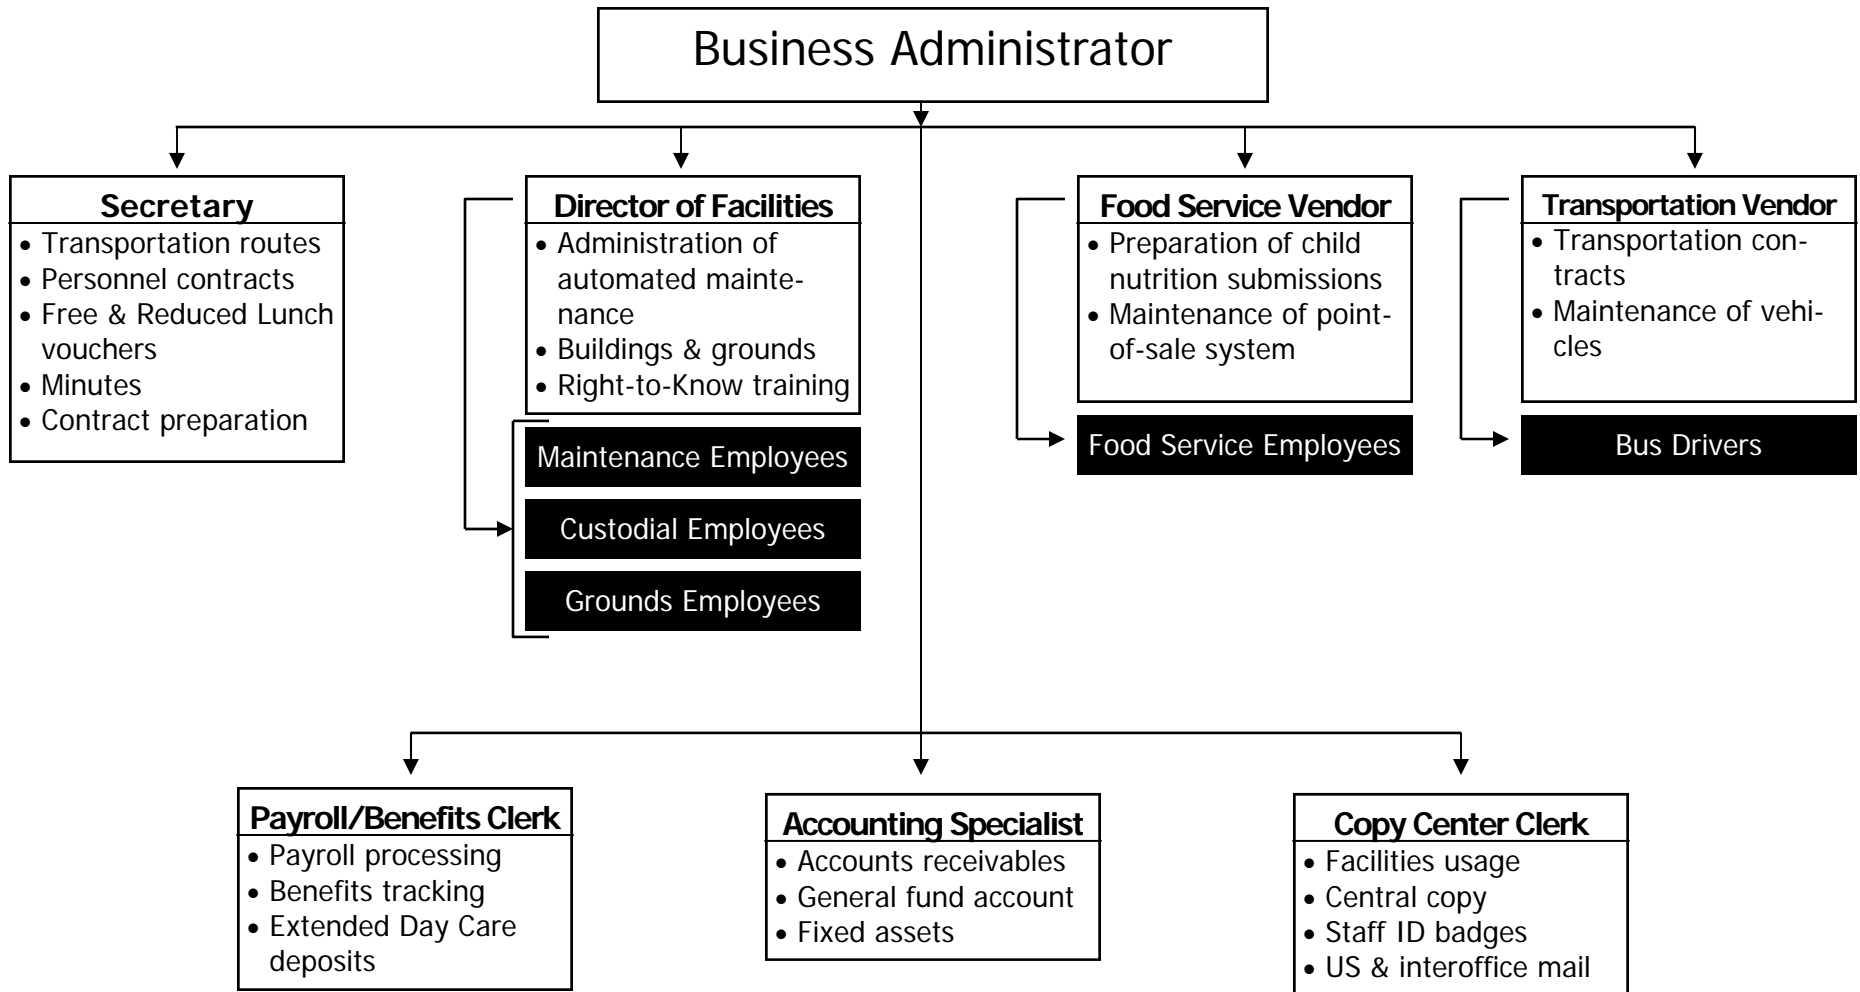 Business Administrator
Secretary
• Transportation routes
• Personnel contracts
• Free & Reduced Lunch
vouchers
• Minutes
• Contract preparation
Director of Facilities
• Administration of
automated mainte-
nance
• Buildings & grounds
• Right-to-Know training
Maintenance Employees
Custodial Employees
Grounds Employees
Food Service Vendor
• Preparation of child
nutrition submissions
• Maintenance of point-
of-sale system
Food Service Employees
Transportation Vendor
• Transportation con-
tracts
• Maintenance of vehi-
cles
Bus Drivers
Payroll/Benefits Clerk
• Payroll processing
• Benefits tracking
• Extended Day Care
deposits
Accounting Specialist
• Accounts receivables
• General fund account
• Fixed assets
Copy Center Clerk
• Facilities usage
• Central copy
• Staff ID badges
• US & interoffice mail